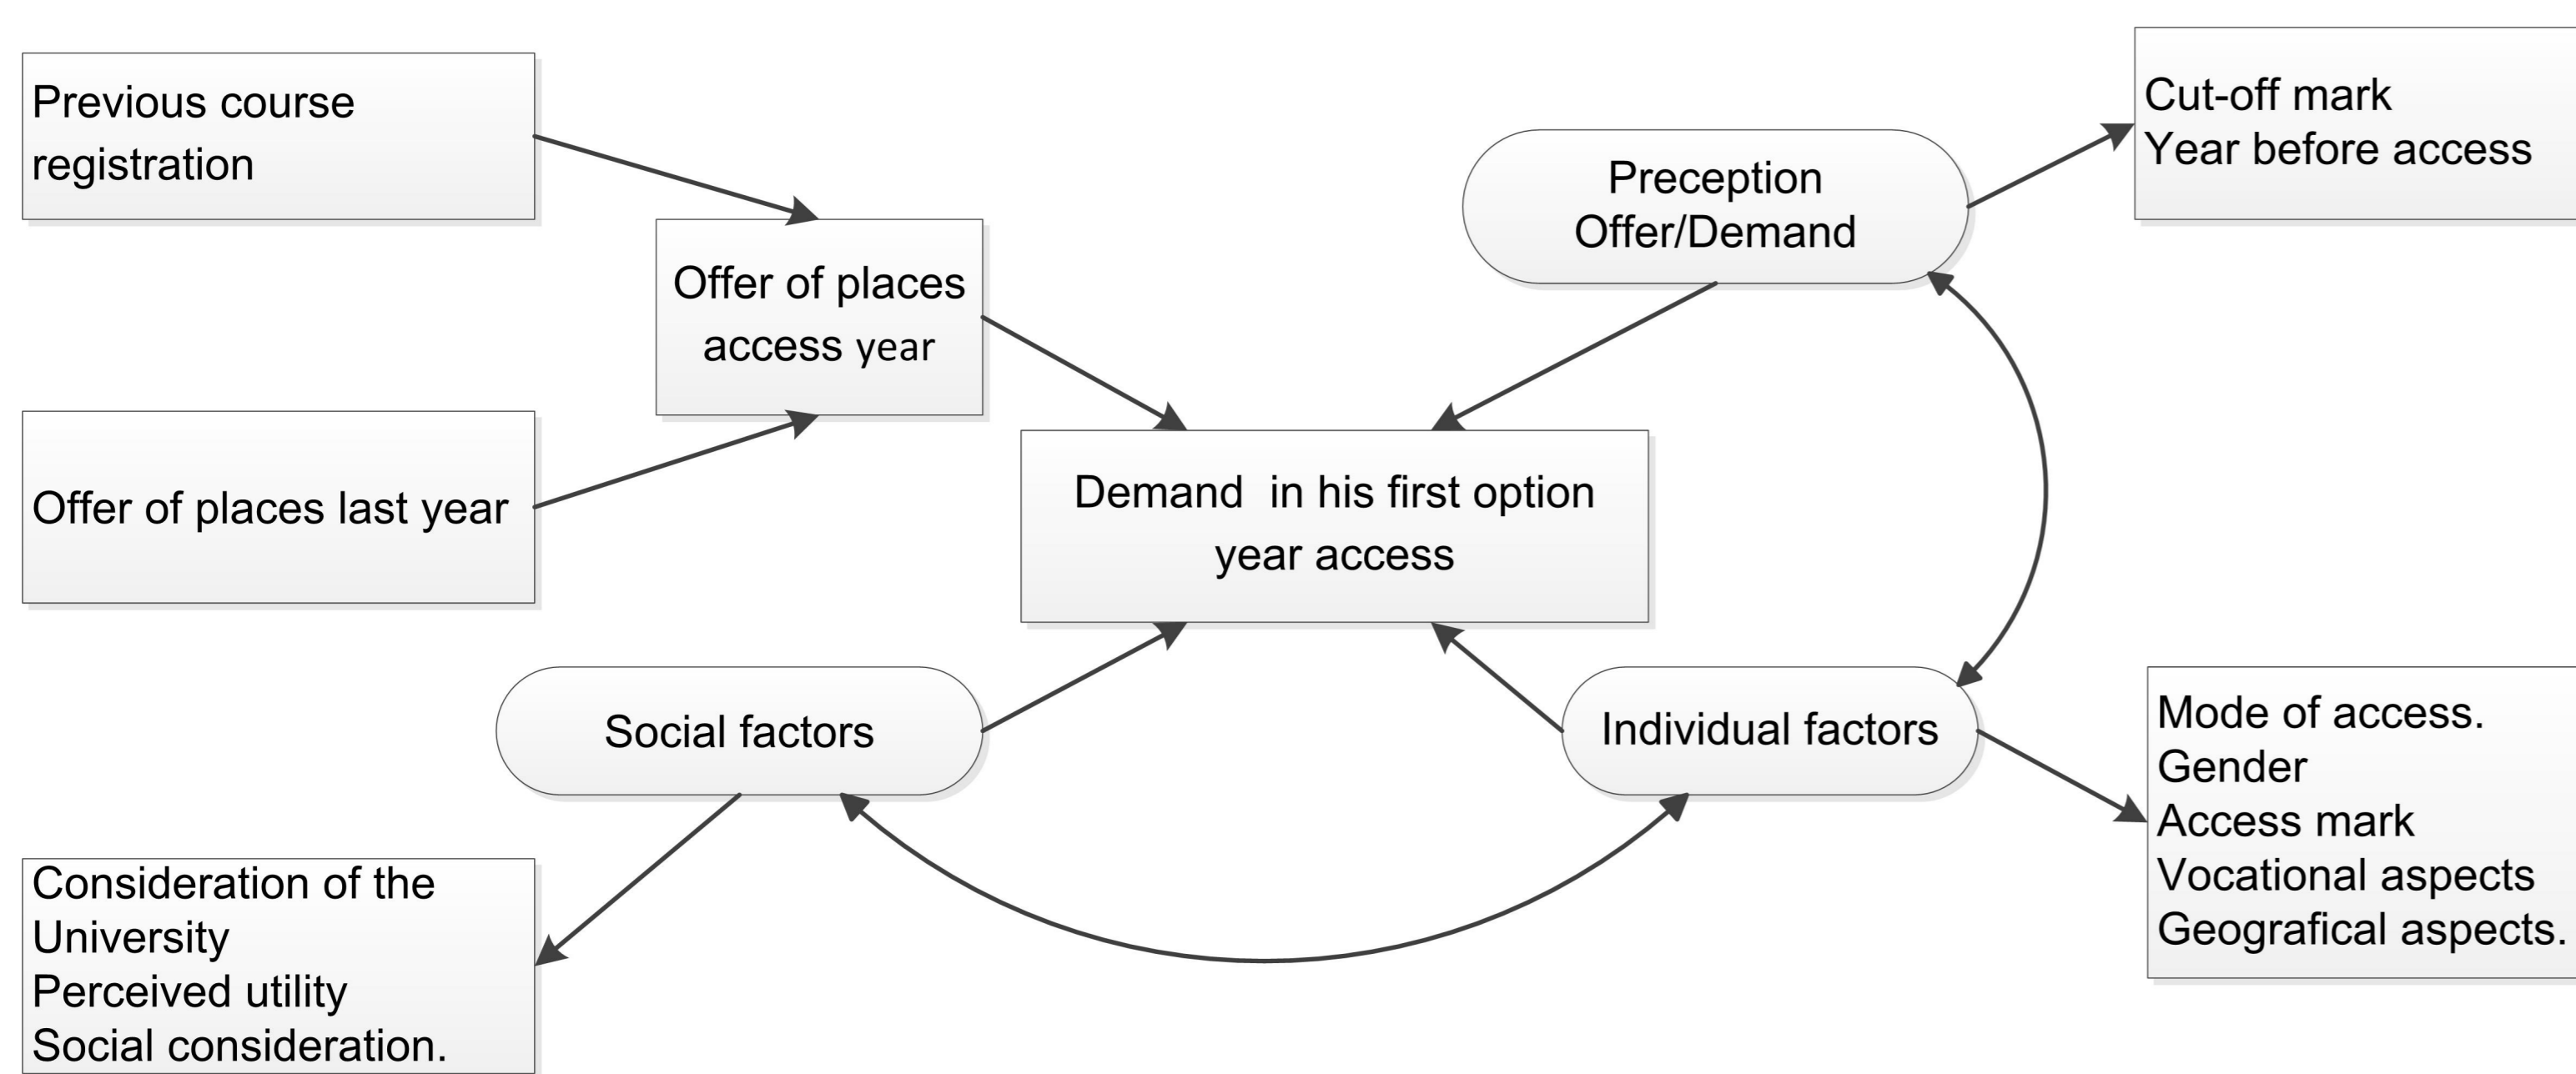 Previous course
registration
Offer of places
access year
Offer of places last year
Preception
Offer/Demand
Cut-off mark
Year before access
Demand  in his first option
year access
Social factors
Individual factors
Consideration of the
University
Perceived utility
Social consideration.
Mode of access.
Gender
Access mark
Vocational aspects
Geografical aspects.